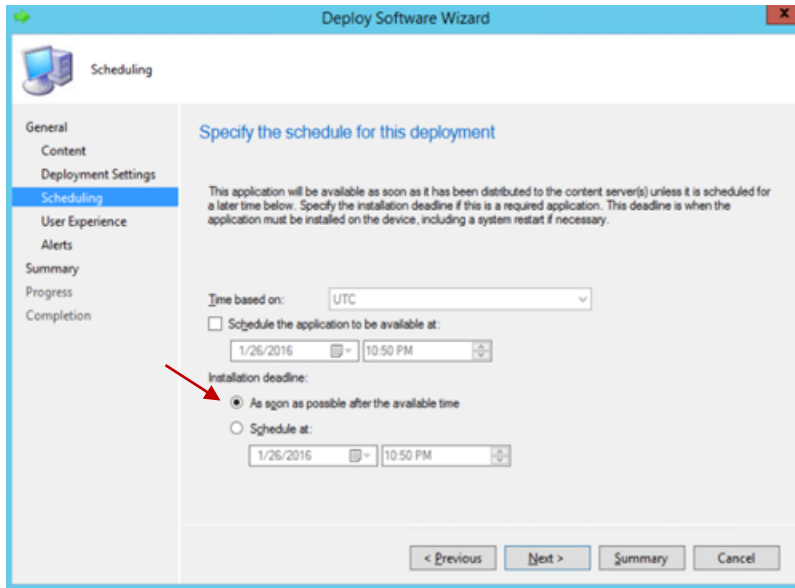 Deploy Software Wizard
x
Scheduling
General
Content
Deployment Settings
Scheduling
User Experience
Alerts
Summary
Progress
Completion
Specify the schedule for this deployment
This application will be available as soon as it has been distributed to the content server(s) unless it is scheduled for
a later time below. Specify the installation deadline if this is a required application. This deadline is when the
application must be installed on the device, including a system restart if necessary.
Time based on: UTC
Schedule the application to be available at:
1/26/2016 10:50 PM
Installation deadline:
As soon as possible after the available time
Schedule at:
1/26/2016 10:50 PM
< Previous Next > Summary Cancel